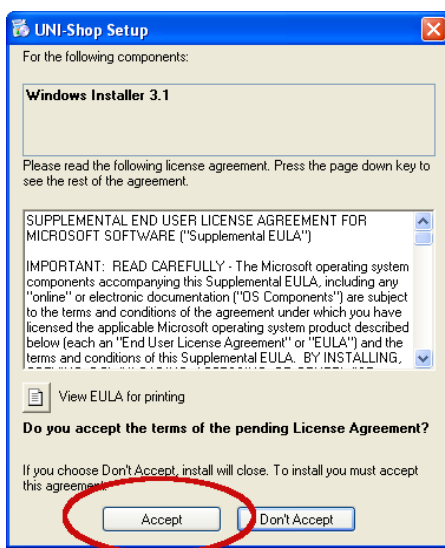 UNI-Shop Setup
For the following components:
Windows Installer 3.1
Please read the following license agreement. Press the page down key to
see the rest of the agreement.
SUPPLEMENTAL END USER LICENSE AGREEMENT FOR
MICROSOFT SOFTWARE ("Supplemental EULA")
IMPORTANT: READ CAREFULLY - The Microsoft operating system
components accompanying this Supplemental EULA, including any
"online" or electronic documentation ("OS Components") are subject
to the terms and conditions of the agreement under which you have
licensed the applicable Microsoft operating system product described
below (each an "End User License Agreement" or "EULA") and the
terms and conditions of this Supplemental EULA. BY INSTALLING,
View EULA for printing
Do you accept the terms of the pending License Agreement?
If you choose Don't Accept, install will close. To install you must accept
this agreement.
Accept
Don't Accept